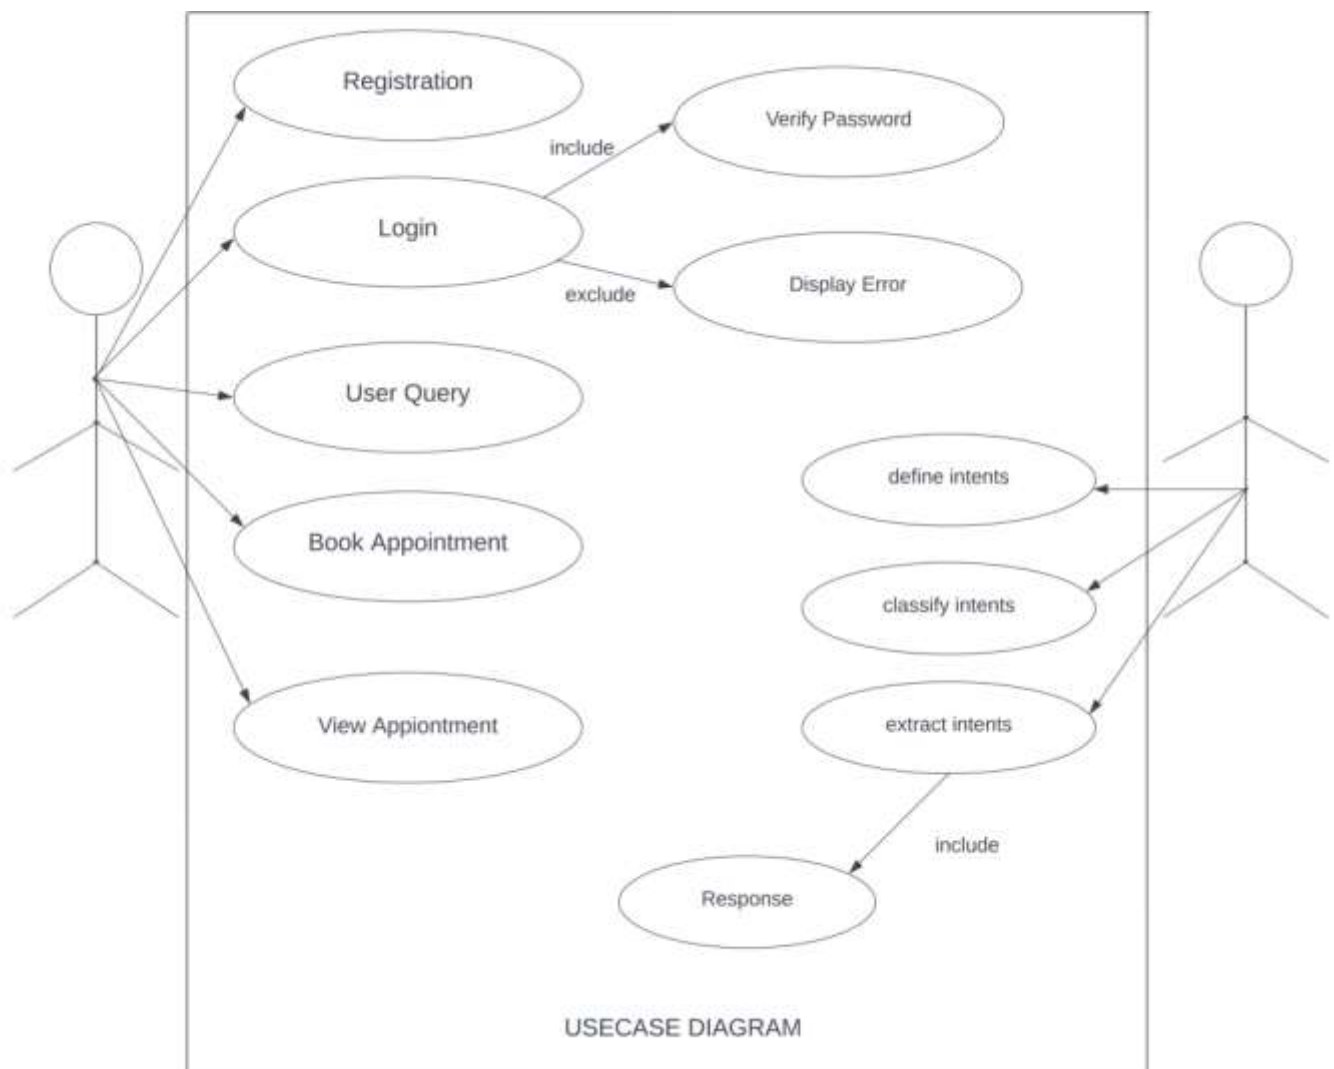 Registration
Verify Password
include
Login
Display Error
exclude
User Query
define intents
Book Appointment
classify intents
View Appiontment
extract intents
include
Response
USECASE DIAGRAM